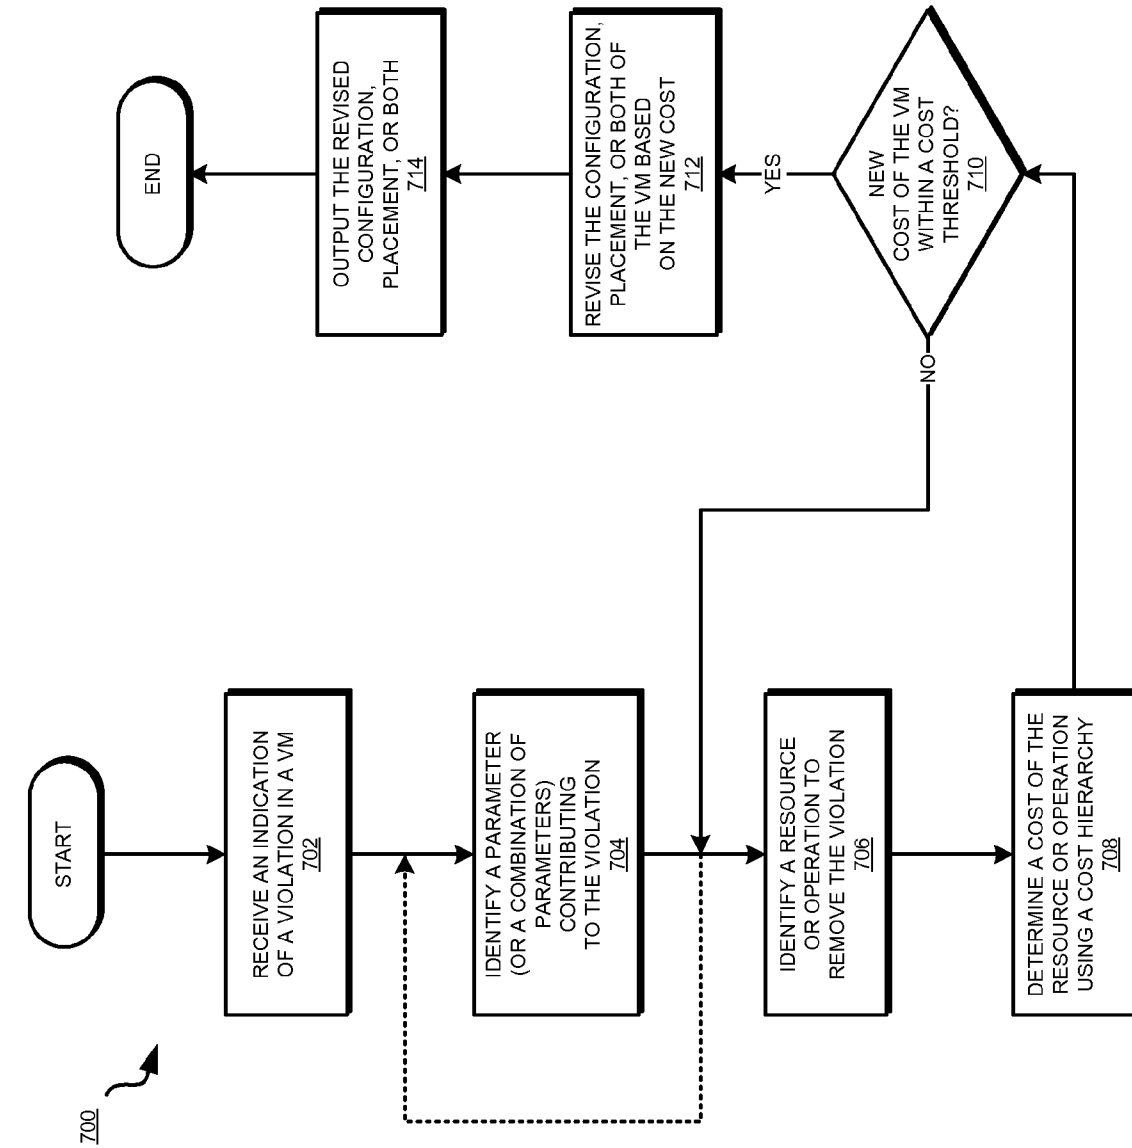 700
START
RECEIVE AN INDICATION
OF A VIOLATION IN A VM
702
IDENTIFY A PARAMETER
(OR A COMBINATION OF
PARAMETERS)
CONTRIBUTING
TO THE VIOLATION
704
IDENTIFY A RESOURCE
OR OPERATION TO
REMOVE THE VIOLATION
706
DETERMINE A COST OF THE
RESOURCE OR OPERATION
USING A COST HIERARCHY
708
NEW
COST OF THE VM
WITHIN A COST
THRESHOLD?
710
NO
YES
REVISE THE CONFIGURATION,
PLACEMENT, OR BOTH OF
THE VM BASED
ON THE NEW COST
712
OUTPUT THE REVISED
CONFIGURATION,
PLACEMENT, OR BOTH
714
END